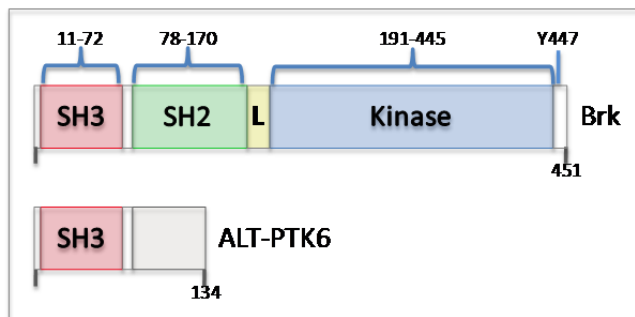 11-72 78-170 191-445 Y447
SH3 SH2 L Kinase Brk
451
SH3 ALT-PTK6
134